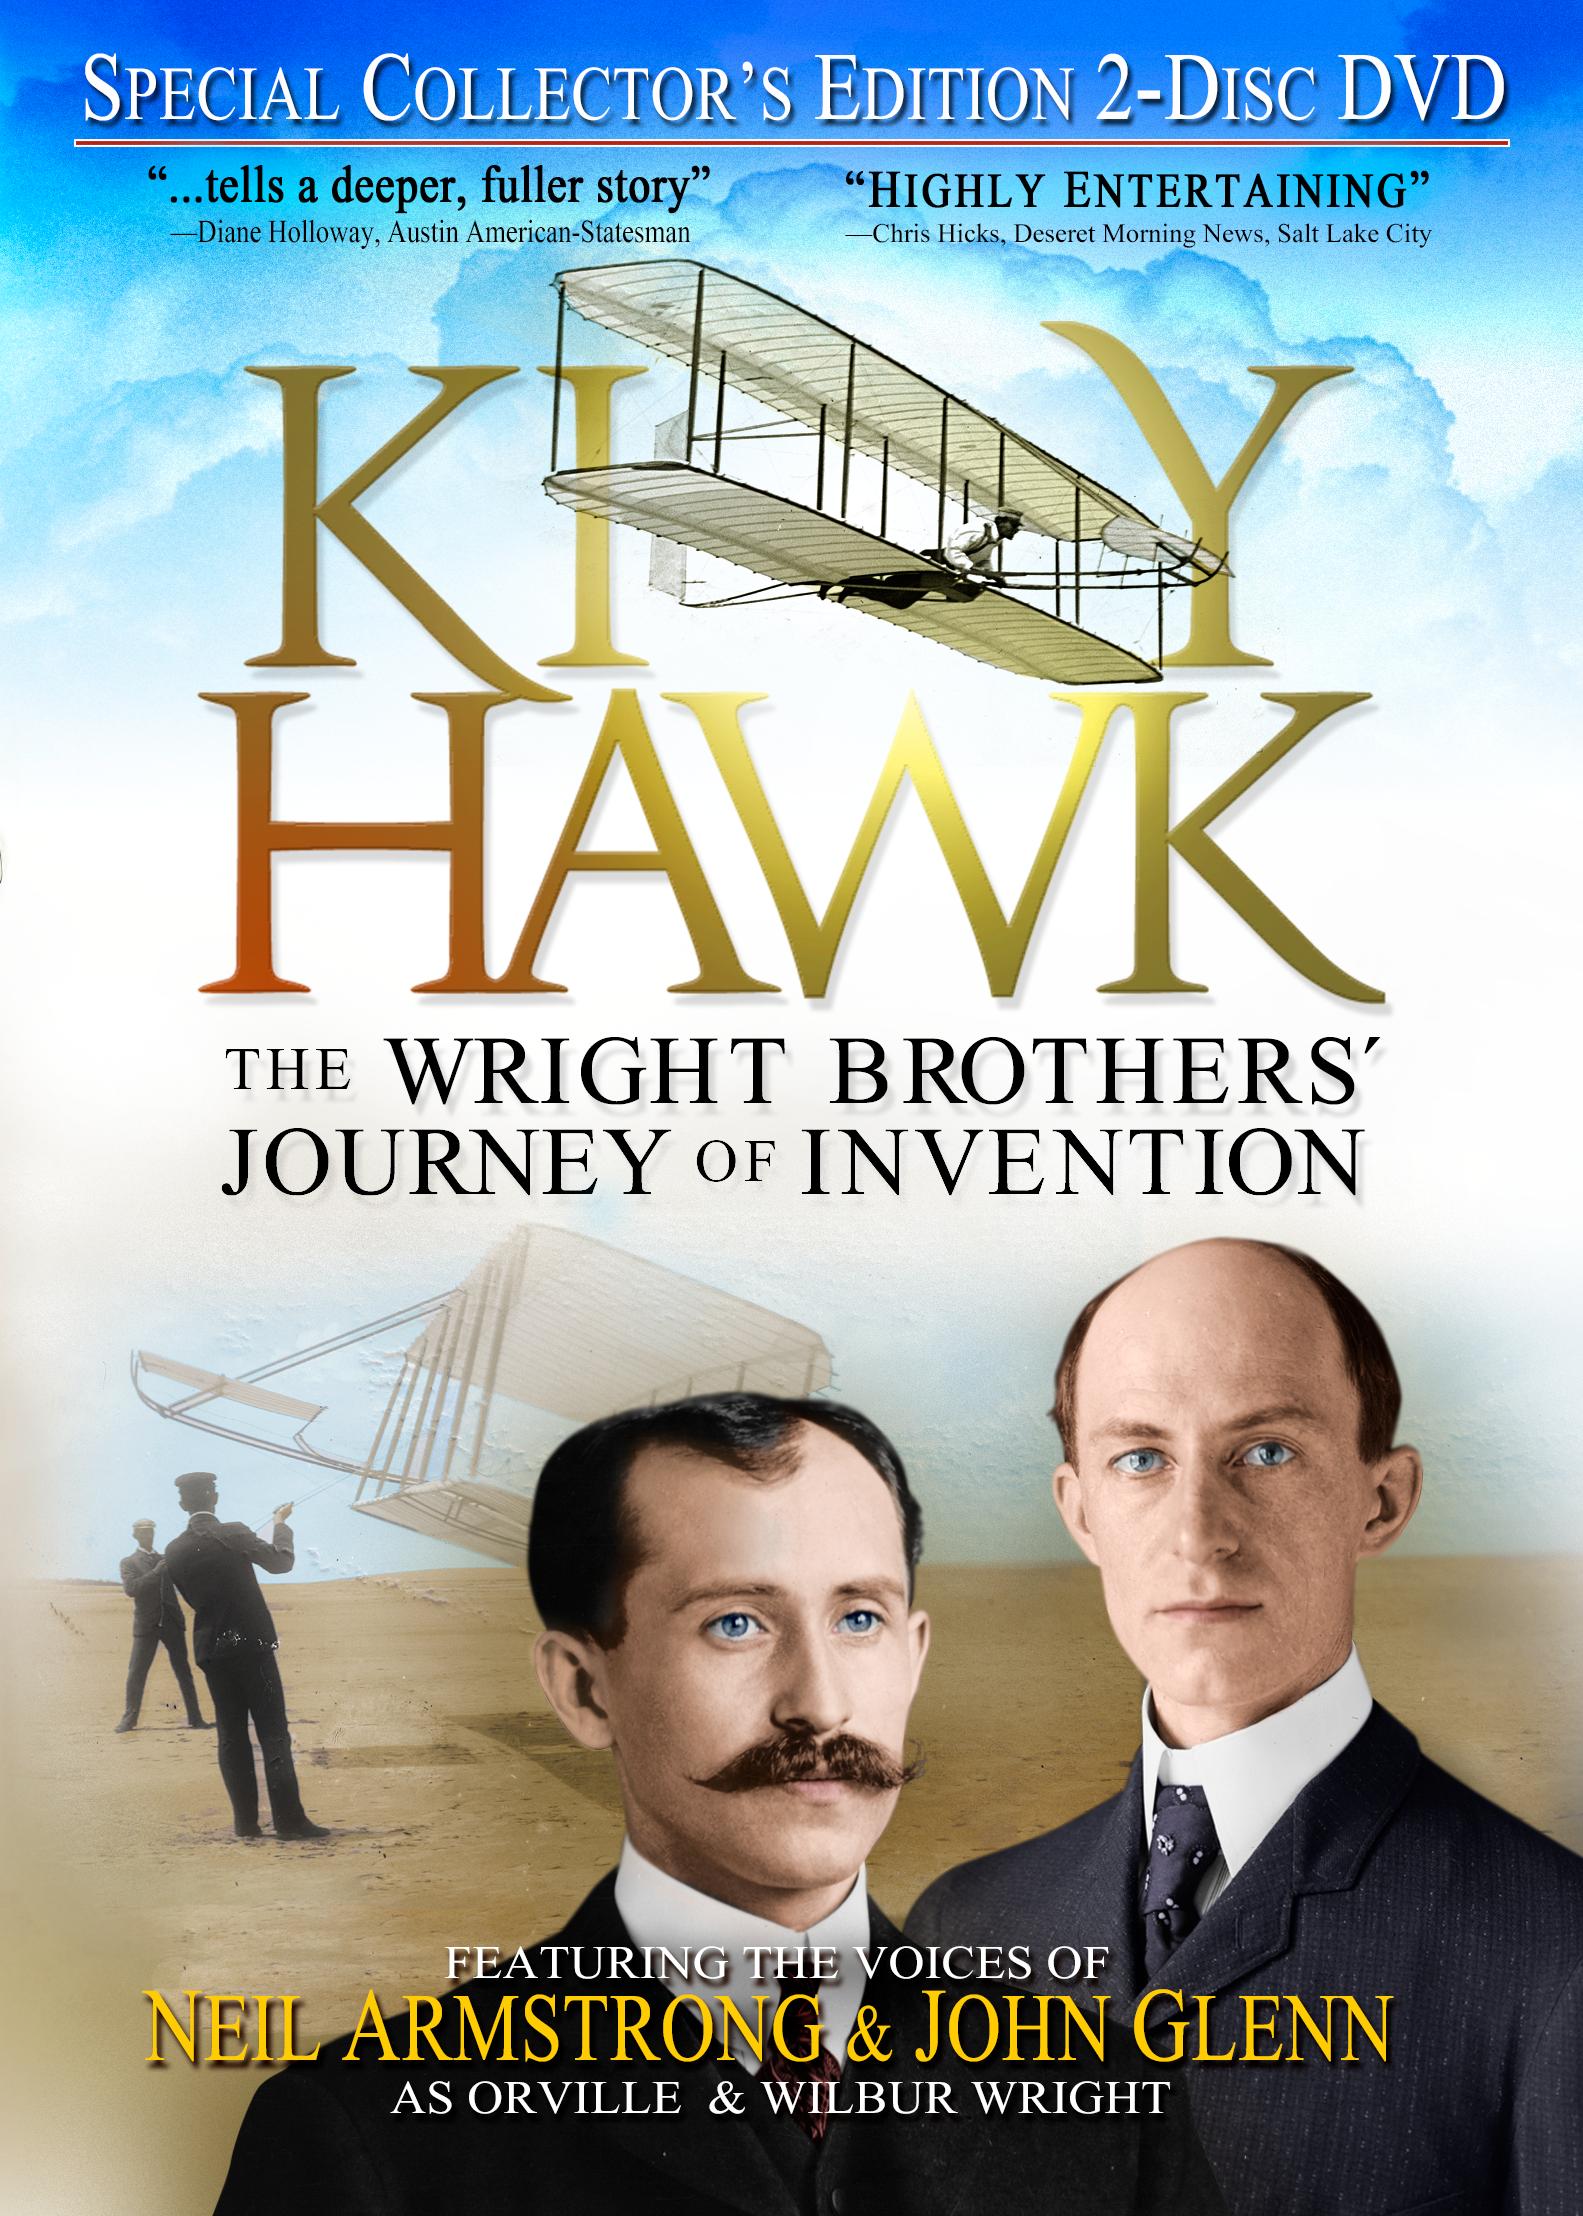 SPECIAL COLLECTOR'S EDITION 2-DISC DVD
“...tells a deeper, fuller story”
—Diane Holloway, Austin American-Statesman
“HIGHLY ENTERTAINING”
—Chris Hicks, Deseret Morning News, Salt Lake City
KI Y
HAWK
THE WRIGHT BROTHERS´
JOURNEY OF INVENTION
FEATURING THE VOICES OF
NEIL ARMSTRONG & JOHN GLENN
AS ORVILLE & WILBUR WRIGHT